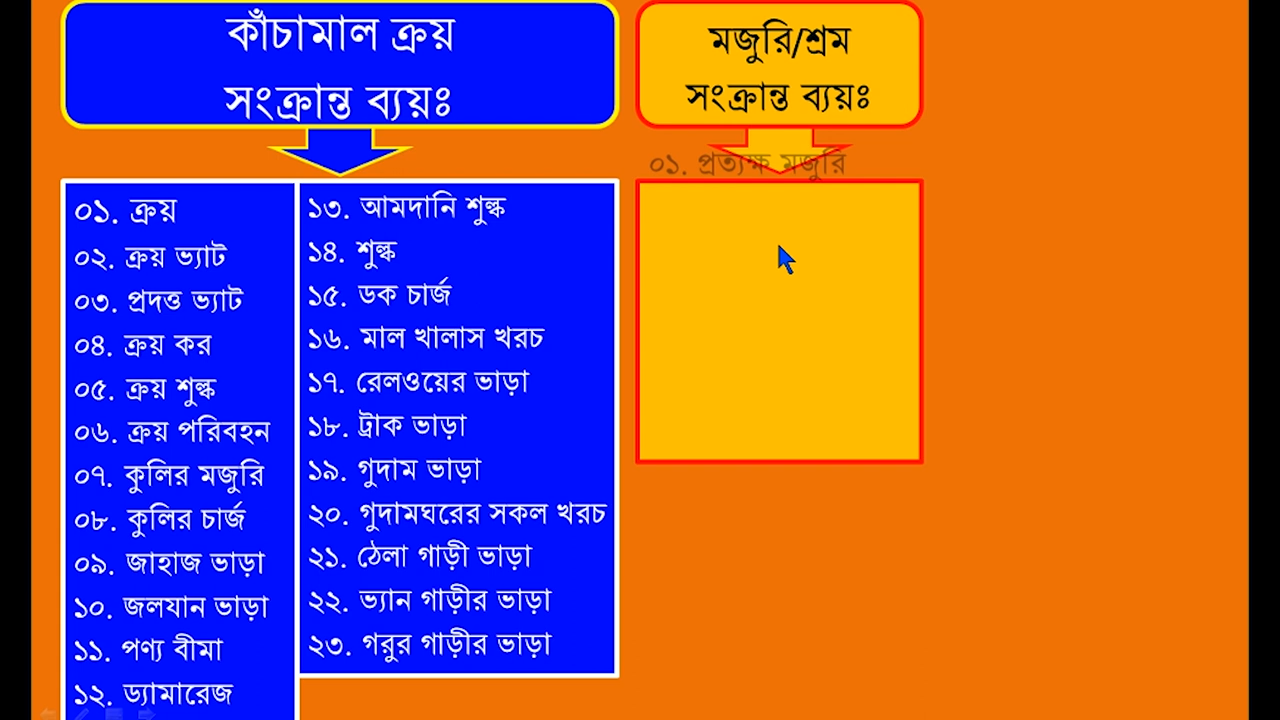 কাঁচামাল ক্রয়
সংক্রান্ত ব্যয়ঃ
০১. ক্রয়
০২. ক্রয় ভ্যাট
০৩. প্রদত্ত ভ্যাট
০৪. ক্রয় কর
০৫. ক্রয় শুল্ক
০৬. ক্রয় পরিবহন
০৭. কুলির মজুরি
০৮. কুলির চার্জ
০৯. জাহাজ ভাড়া
১০. জলযান ভাড়া
১১. পণ্য বীমা
১২. ড্যামারেজ
১৩. আমদানি শুল্ক
১৪. শুল্ক
১৫. ডক চার্জ
১৬. মাল খালাস খরচ
১৭. রেলওয়ের ভাড়া
১৮. ট্রাক ভাড়া
১৯. গুদাম ভাড়া
২০. গুদামঘরের সকল খরচ
২১. ঠেলা গাড়ী ভাড়া
২২. ভ্যান গাড়ীর ভাড়া
২৩. গরুর গাড়ীর ভাড়া
মজুরি/শ্রম
সংক্রান্ত ব্যয়ঃ
০১. প্রত্যক্ষ মজুরি